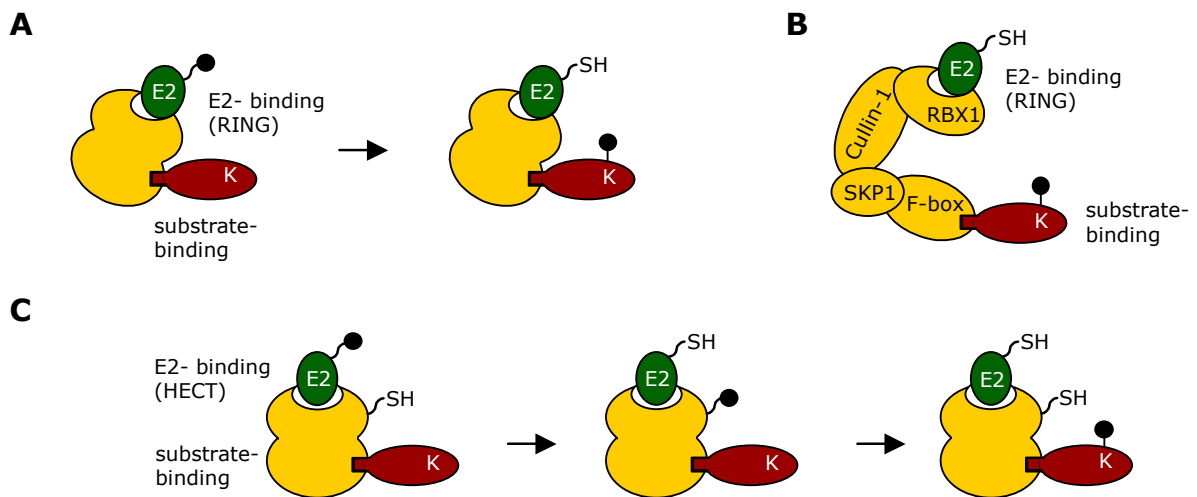 A
E2
E2- binding
(RING)
K
substrate-
binding
SH
E2
K
B
SH
E2
E2- binding
(RING)
Cullin-1
RBX1
SKP1
F-box
K
substrate-
binding
C
E2- binding
(HECT)
E2
SH
substrate-
binding
K
SH
E2
K
SH
E2
SH
K